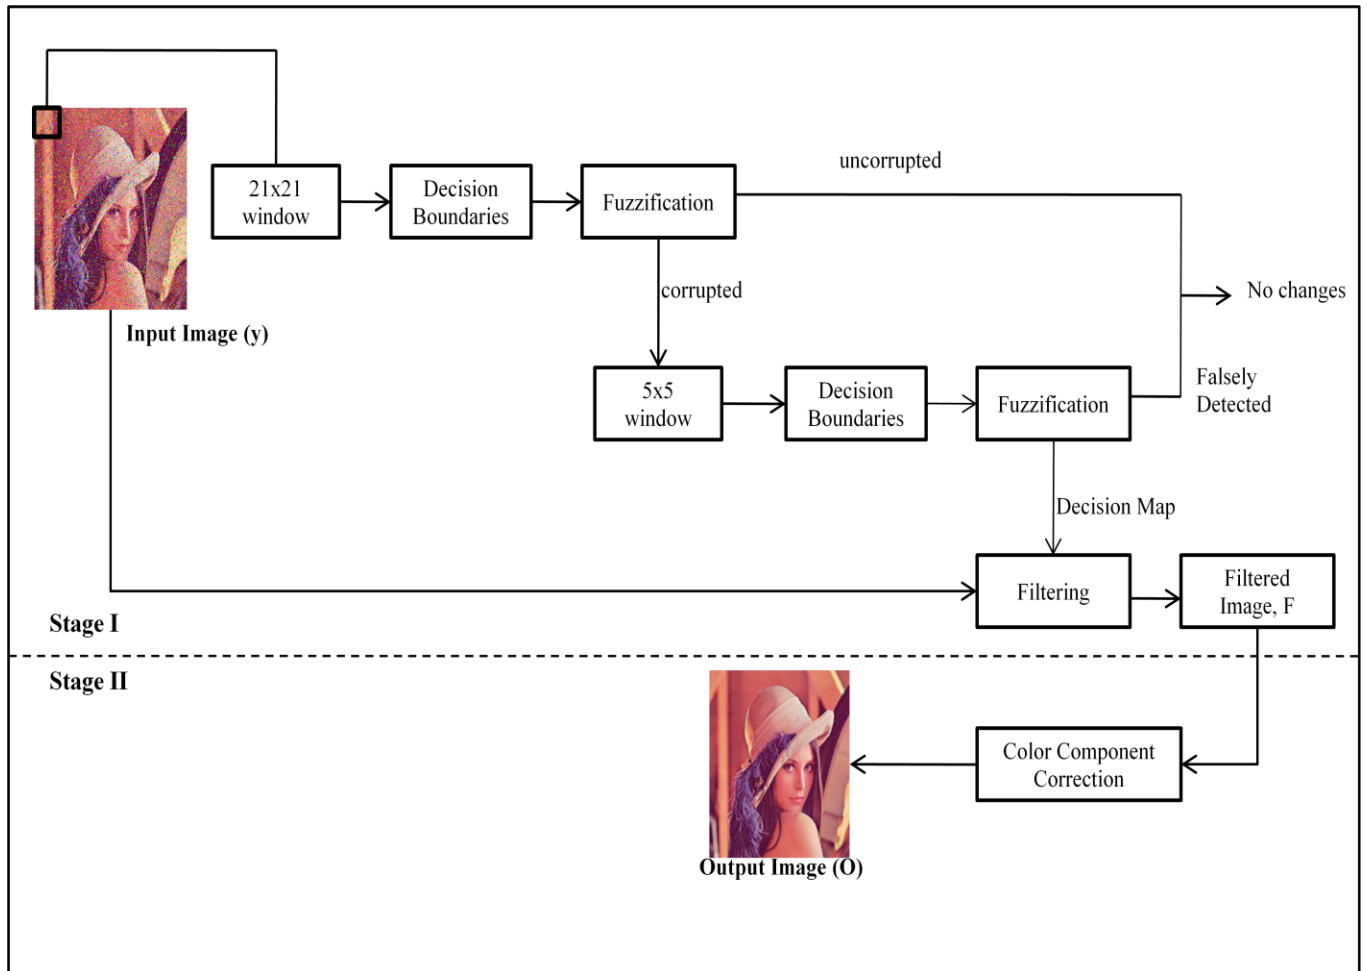 uncorrupted
21x21
window
Decision
Boundaries
Fuzzification
corrupted
No changes
Input Image (y)
5x5
window
Decision
Boundaries
Fuzzification
Falsely
Detected
Decision Map
Filtering
Filtered
Image, F
Stage I
Stage II
Color Component
Correction
Output Image (O)